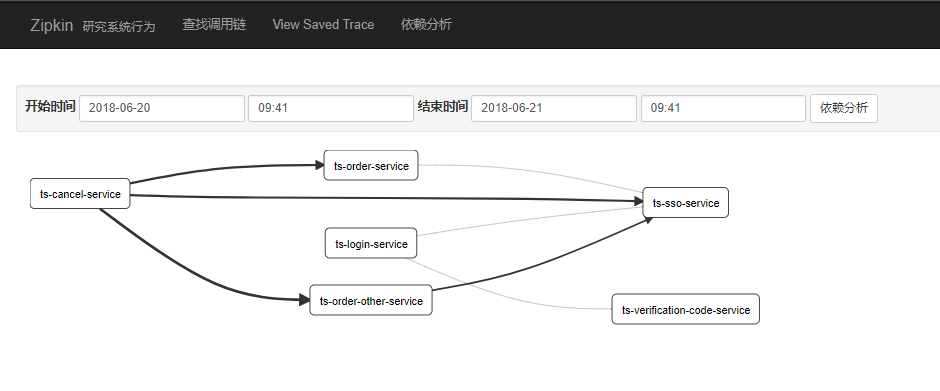 Zipkin 研究系统行为 查找调用链 View Saved Trace 依赖分析
开始时间 2018-06-20 09:41 结束时间 2018-06-21 09:41 依赖分析
ts-order-service
ts-cancel-service
ts-sso-service
ts-login-service
ts-order-other-service
ts-verification-code-service